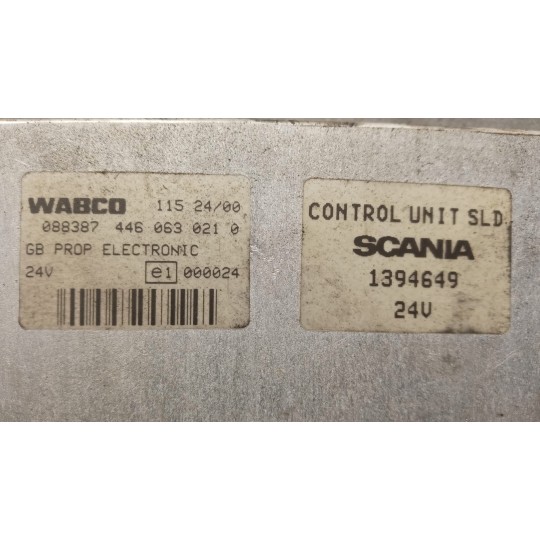 WABCO 115 24/00
088387 446 063 021 0
GB PROP ELECTRONIC
24V e1 000024
CONTROL UNIT SLD
SCANIA
1394649
24V